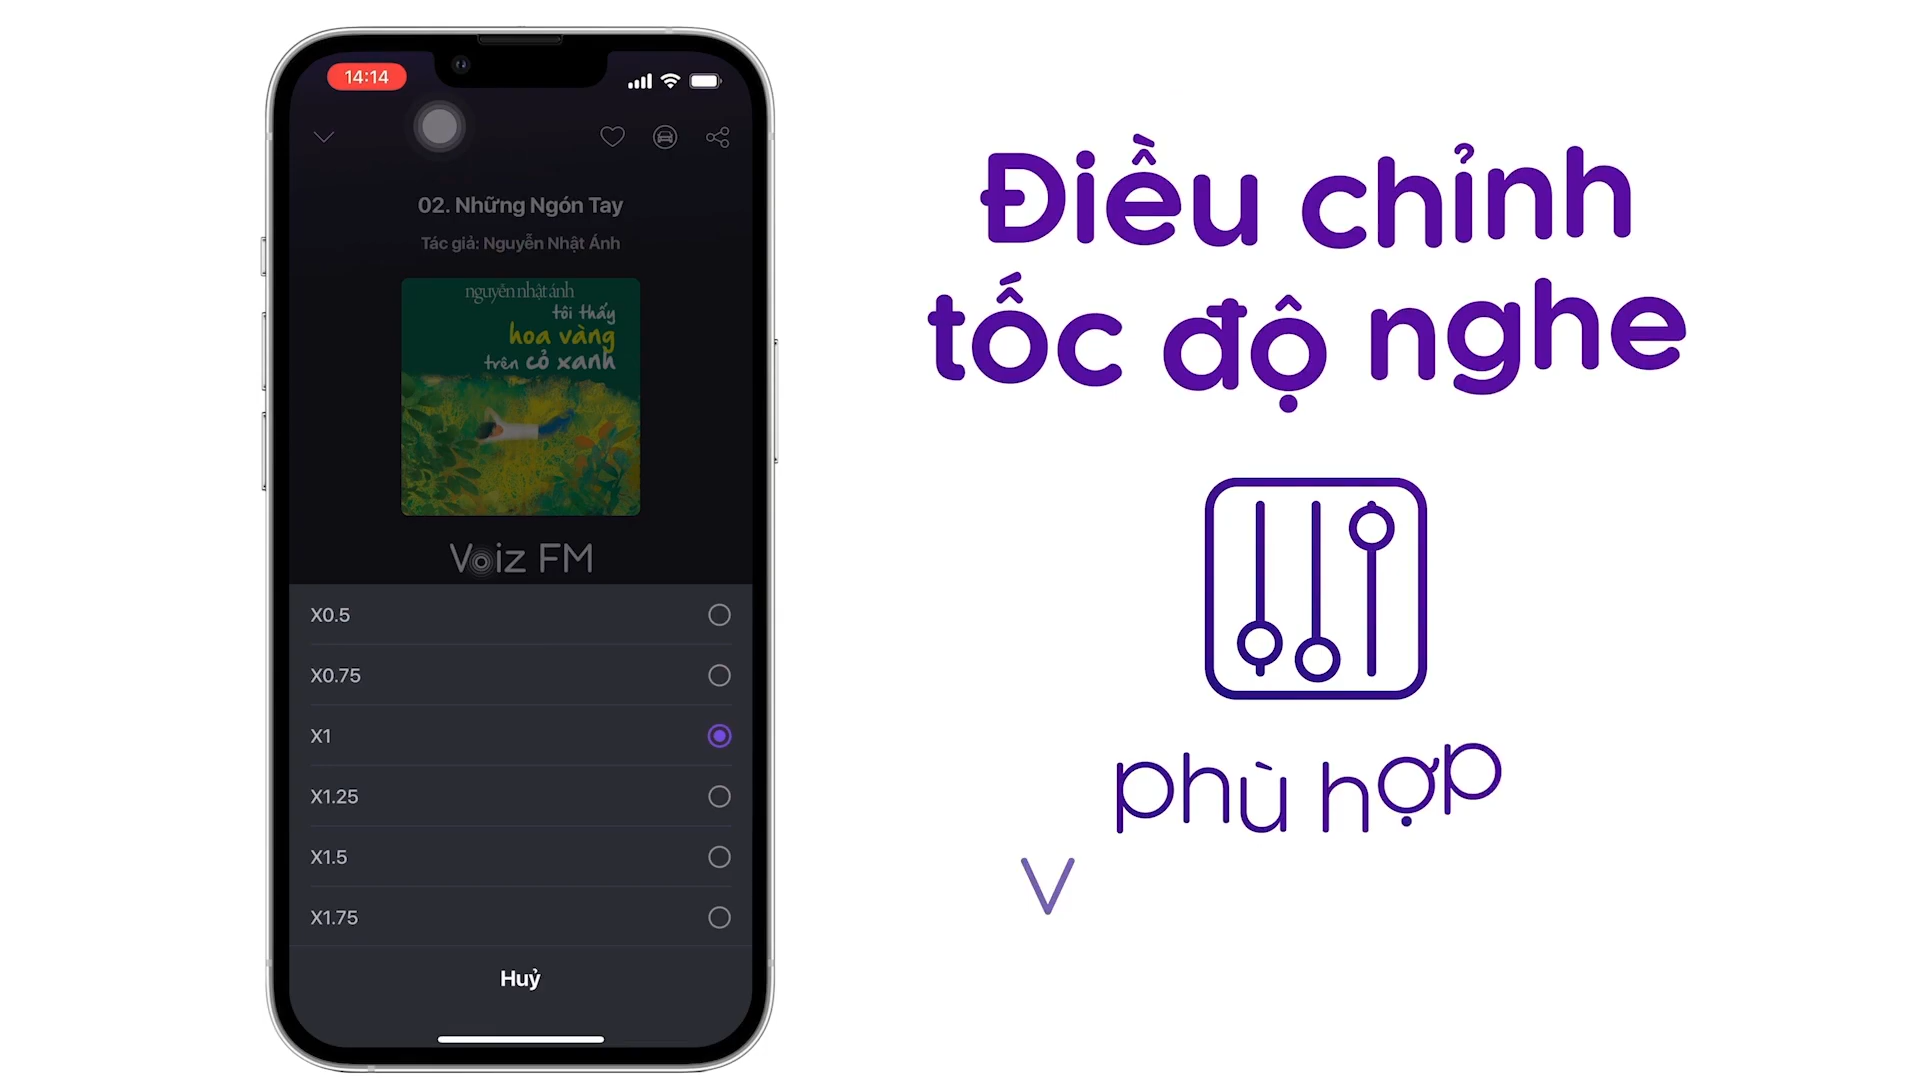 14:14
02. Những Ngón Tay
Tác giả: Nguyễn Nhật Ánh
nguyễn nhật ánh
tôi thấy
hoa vàng
trên cỏ xanh
Voiz FM
X0.5
X0.75
X1
X1.25
X1.5
X1.75
Huỷ
Điều chỉnh
tốc độ nghe
phù hợp
V